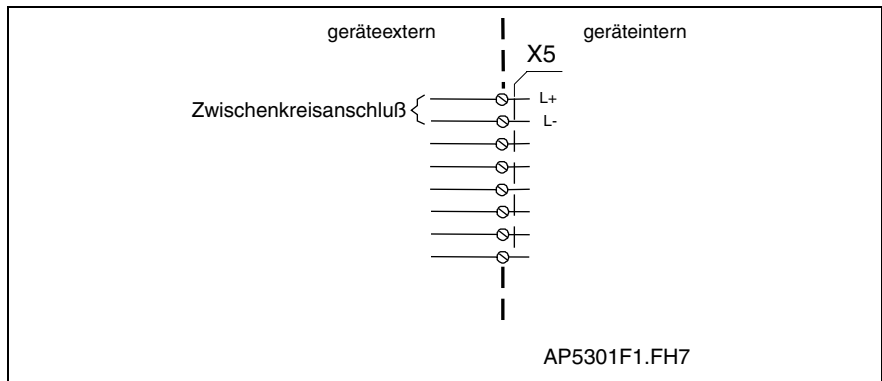 geräteextern
geräteintern
X5
L+
Zwischenkreisanschluß
L-
AP5301F1.FH7